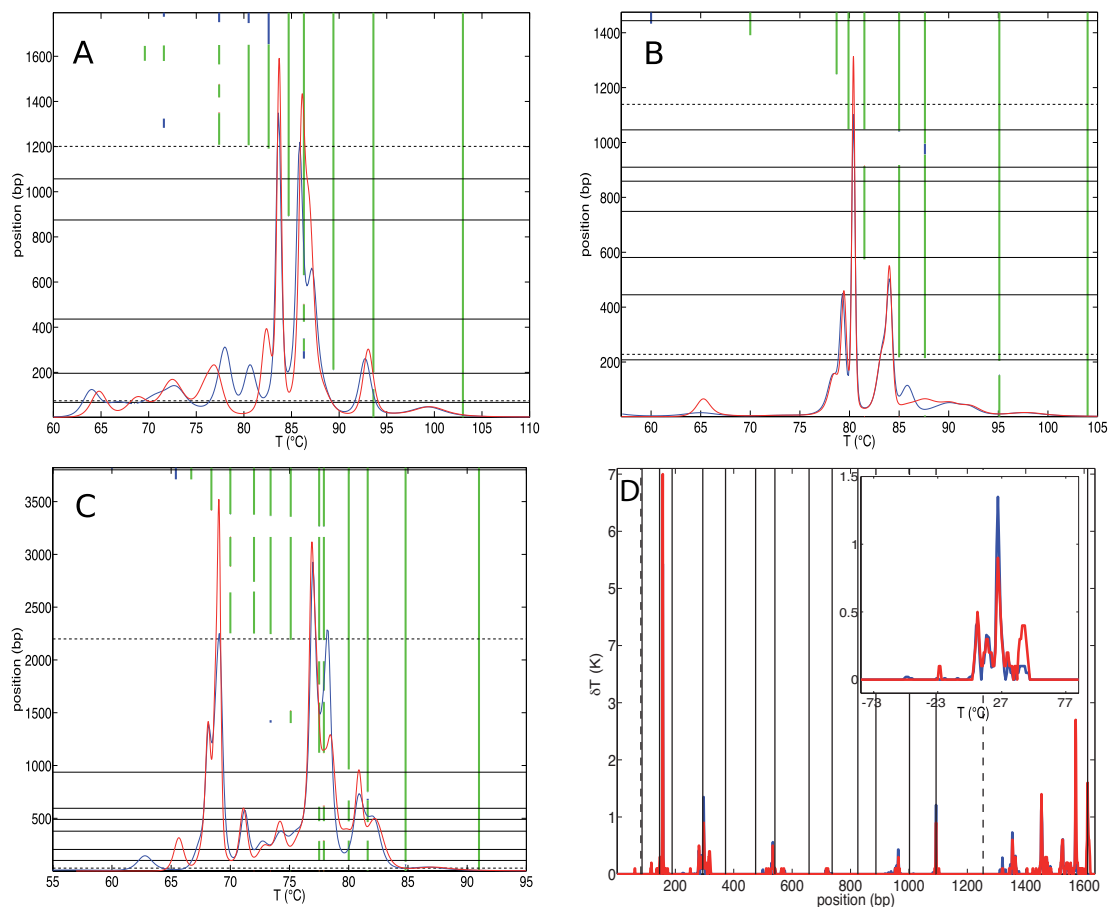 A
1600
1400
1200
1000
800
600
400
200
position (bp)
60 65 70 75 80 85 90 95 100 105 110
T (°C)
B
1400
1200
1000
800
600
400
200
position (bp)
60 65 70 75 80 85 90 95 100 105
T (°C)
C
3500
3000
2500
2000
1500
1000
500
position (bp)
55 60 65 70 75 80 85 90 95
T (°C)
D
7
6
5
7
3
2
1
0
δT (K)
200 400 600 800 1000 1200 1400 1600
position (bp)
1.5
1
0.5
0
-73 -23 27 77
T (°C)